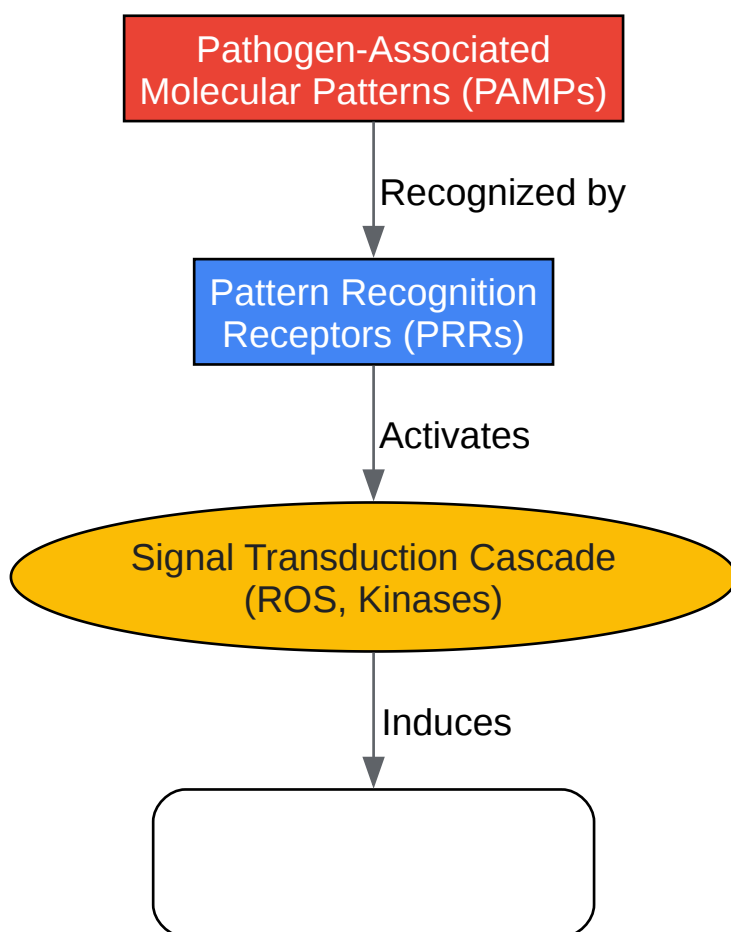 Pathogen-Associated
Molecular Patterns (PAMPs)
Recognized by
Pattern Recognition
Receptors (PRRs)
Activates
Signal Transduction Cascade
(ROS, Kinases)
Induces